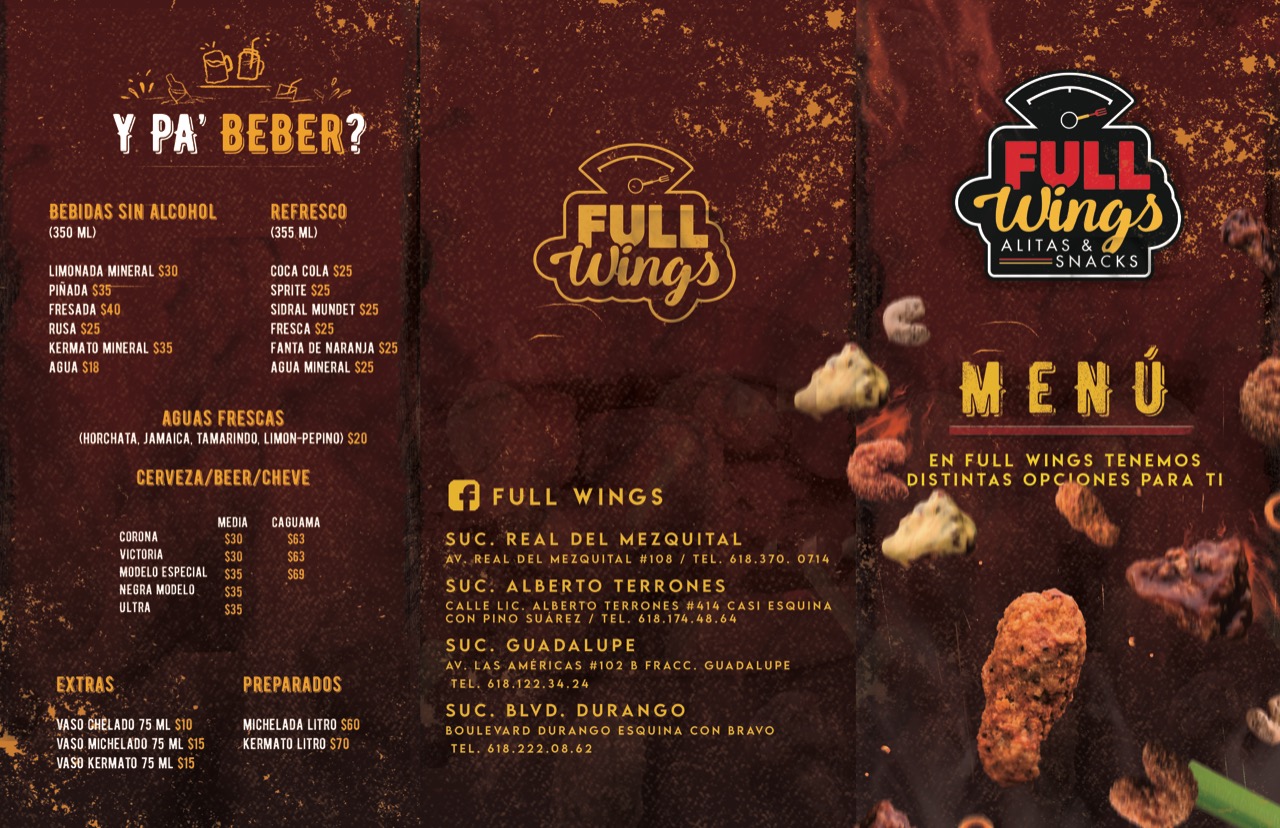 Y PA' BEBER?
BEBIDAS SIN ALCOHOL
(350 ML)
LIMONADA MINERAL $30
PIÑADA $35
FRESADA $40
RUSA $25
KERMATO MINERAL $35
AGUA $18
REFRESCO
(355 ML)
COCA COLA $25
SPRITE $25
SIDRAL MUNDET $25
FRESCA $25
FANTA DE NARANJA $25
AGUA MINERAL $25
AGUAS FRESCAS
(HORCHATA, JAMAICA, TAMARINDO, LIMON-PEPINO) $20
CERVEZA/BEER/CHEVE
MEDIA CAGUAMA
CORONA $30 $63
VICTORIA $30 $63
MODELO ESPECIAL $35 $69
NEGRA MODELO $35
ULTRA $35
EXTRAS
VASO CHELADO 75 ML $10
VASO MICHELADO 75 ML $15
VASO KERMATO 75 ML $15
PREPARADOS
MICHELADA LITRO $60
KERMATO LITRO $70
FULL
Wings
FULL WINGS
SUC. REAL DEL MEZQUITAL
AV. REAL DEL MEZQUITAL #108 / TEL. 618.370. 0714
SUC. ALBERTO TERRONES
CALLE LIC. ALBERTO TERRONES #414 CASI ESQUINA
CON PINO SUÁREZ / TEL. 618.174.48.64
SUC. GUADALUPE
AV. LAS AMÉRICAS #102 B FRACC. GUADALUPE
TEL. 618.122.34.24
SUC. BLVD. DURANGO
BOULEVARD DURANGO ESQUINA CON BRAVO
TEL. 618.222.08.62
FULL
Wings
ALITAS &
SNACKS
MENÚ
EN FULL WINGS TENEMOS
DISTINTAS OPCIONES PARA TI